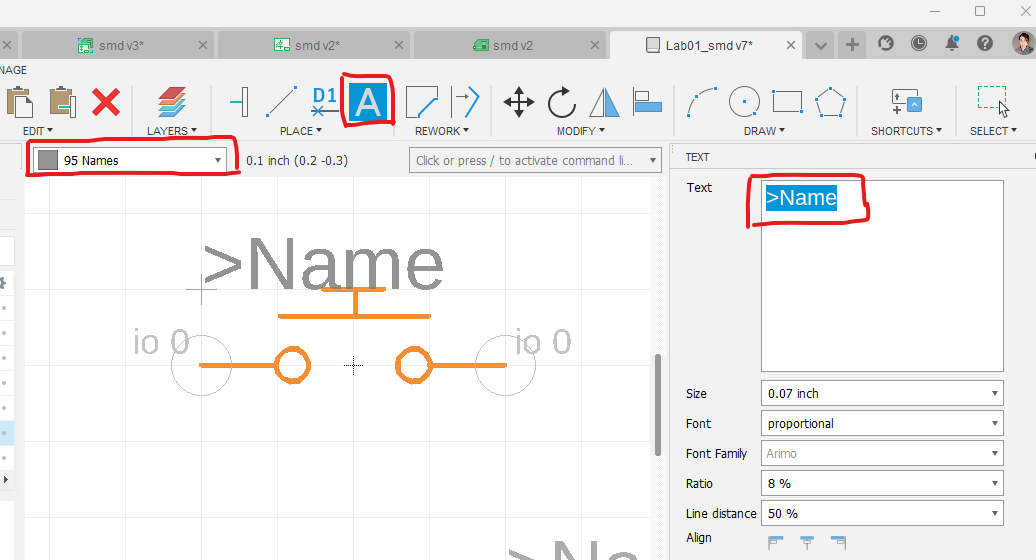 smd v3*
smd v2*
smd v2
Lab01_smd v7*
NAGE
D1
A
EDIT
LAYERS
PLACE
REWORK
MODIFY
DRAW
SHORTCUTS
SELECT
95 Names
0.1 inch (0.2 -0.3)
Click or press / to activate command li...
TEXT
Text
>Name
>Name
io 0
io 0
Size
0.07 inch
Font
proportional
Font Family
Arimo
Ratio
8 %
Line distance
50 %
Align